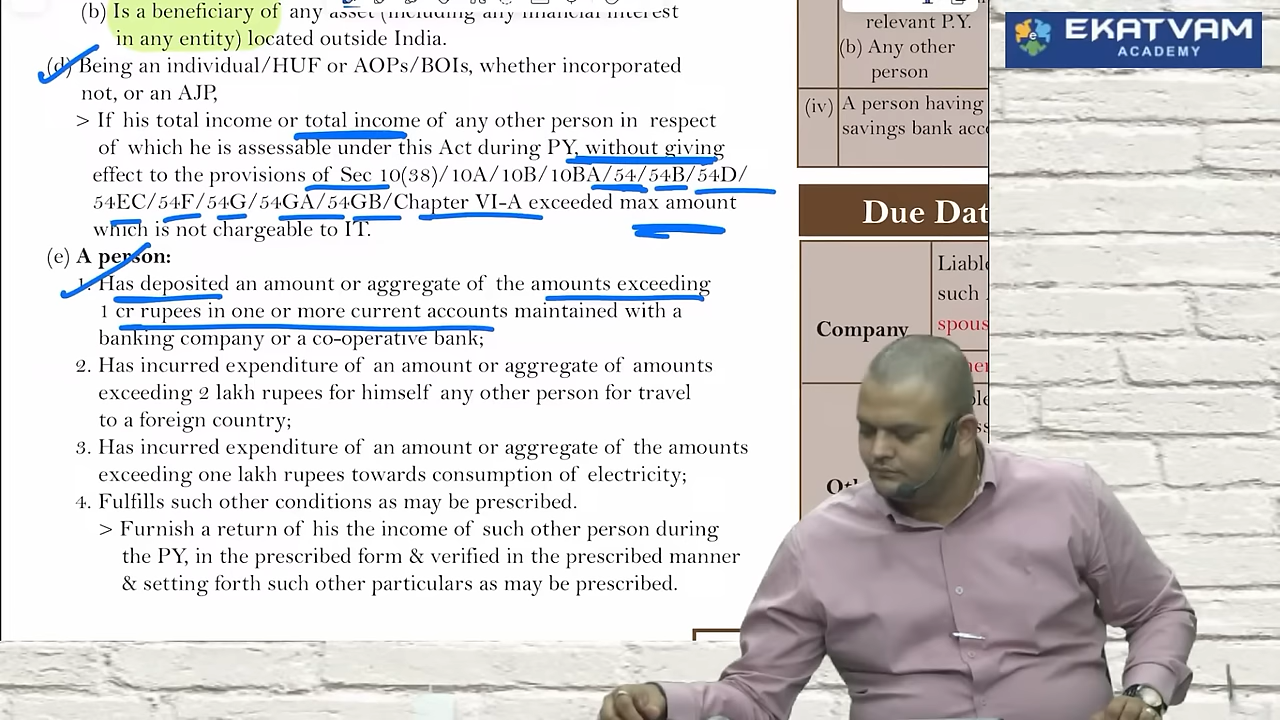 (b) Is a beneficiary of any asset (including any financial interest
in any entity) located outside India.
(d) Being an individual/HUF or AOPs/BOIs, whether incorporated
not, or an AJP,
> If his total income or total income of any other person in respect
of which he is assessable under this Act during PY, without giving
effect to the provisions of Sec 10(38)/10A/10B/10BA/54/54B/54D/
54EC/54F/54G/54GA/54GB/Chapter VI-A exceeded max amount
which is not chargeable to IT.
(e) A person:
1. Has deposited an amount or aggregate of the amounts exceeding
1 cr rupees in one or more current accounts maintained with a
banking company or a co-operative bank;
2. Has incurred expenditure of an amount or aggregate of amounts
exceeding 2 lakh rupees for himself any other person for travel
to a foreign country;
3. Has incurred expenditure of an amount or aggregate of the amounts
exceeding one lakh rupees towards consumption of electricity;
4. Fulfills such other conditions as may be prescribed.
> Furnish a return of his the income of such other person during
the PY, in the prescribed form & verified in the prescribed manner
& setting forth such other particulars as may be prescribed.
relevant P.Y.
(b) Any other
person
(iv) A person having
savings bank acc
Due Dat
Liabl
such
Company
spous
Ot
EKATVAM
ACADEMY